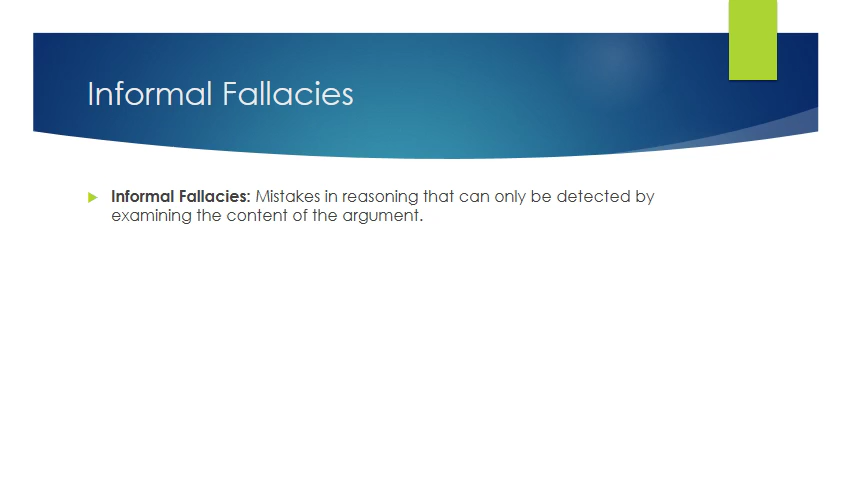 Informal Fallacies
Informal Fallacies: Mistakes in reasoning that can only be detected by
examining the content of the argument.